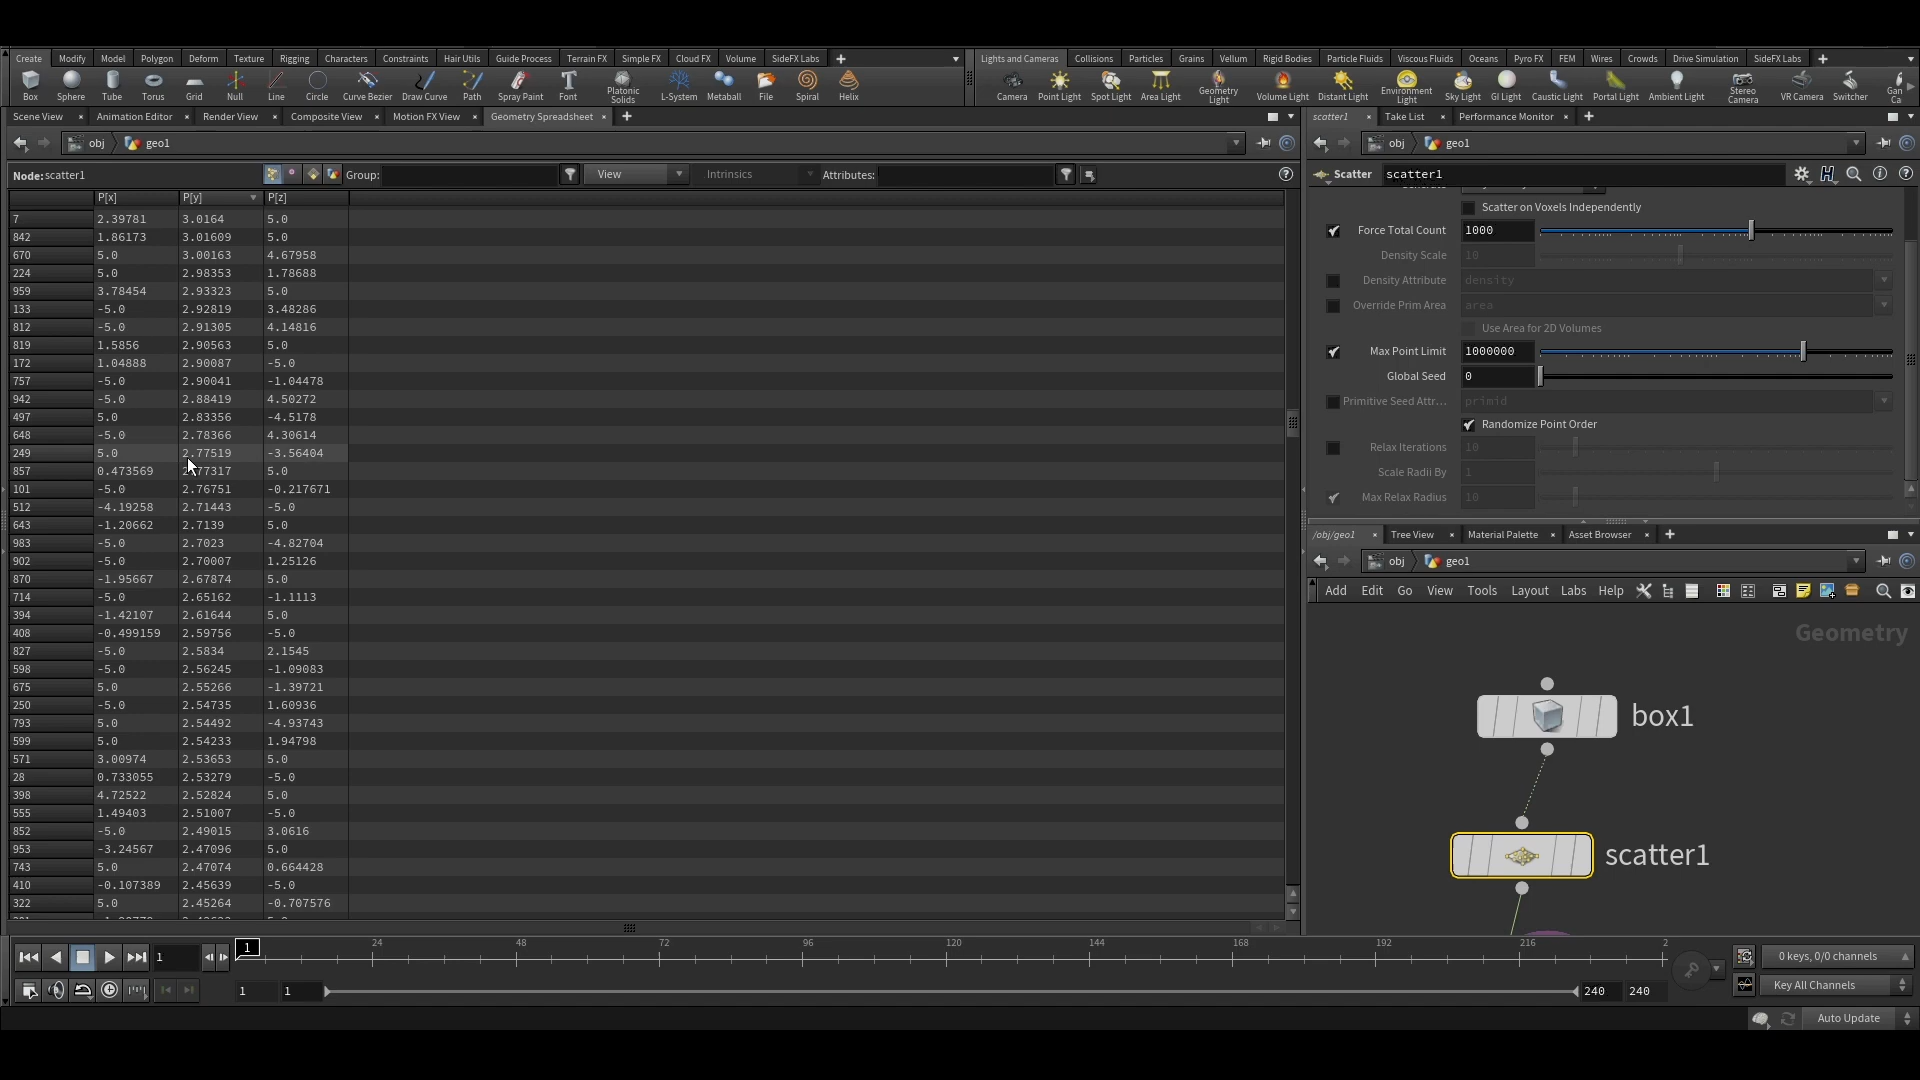 Create Modify Model Polygon Deform Texture Rigging Characters Constraints Hair Utils Guide Process Terrain FX Simple FX Cloud FX Volume SideFX Labs
Lights and Cameras Collisions Particles Grains Vellum Rigid Bodies Particle Fluids Viscous Fluids Oceans Pyro FX FEM Wires Crowds Drive Simulation SideFX Labs
Box Sphere Tube Torus Grid Null Line Circle Curve Bezier Draw Curve Path Spray Paint Font Platonic Solids L-System Metaball File Spiral Helix
Camera Point Light Spot Light Area Light Geometry Light Volume Light Distant Light Environment Light Sky Light GI Light Caustic Light Portal Light Ambient Light Stereo Camera VR Camera Switcher Gan Ca
Scene View Animation Editor Render View Composite View Motion FX View Geometry Spreadsheet
obj geo1
Node: scatter1 Group: View Intrinsics Attributes:
P[x] P[y] P[z]
7 2.39781 3.0164 5.0
842 1.86173 3.01609 5.0
670 5.0 3.00163 4.67958
224 5.0 2.98353 1.78688
959 3.78454 2.93323 5.0
133 -5.0 2.92819 3.48286
812 -5.0 2.91305 4.14816
819 1.5856 2.90563 5.0
172 1.04888 2.90087 -5.0
757 -5.0 2.90041 -1.04478
942 -5.0 2.88419 4.50272
497 5.0 2.83356 -4.5178
648 -5.0 2.78366 4.30614
249 5.0 2.77519 -3.56404
857 0.473569 2.77317 5.0
101 -5.0 2.76751 -0.217671
512 -4.19258 2.71443 -5.0
643 -1.20662 2.7139 5.0
983 -5.0 2.7023 -4.82704
902 -5.0 2.70007 1.25126
870 -1.95667 2.67874 5.0
714 -5.0 2.65162 -1.1113
394 -1.42107 2.61644 5.0
408 -0.499159 2.59756 -5.0
827 -5.0 2.5834 2.1545
598 -5.0 2.56245 -1.09083
675 5.0 2.55266 -1.39721
250 -5.0 2.54735 1.60936
793 5.0 2.54492 -4.93743
599 5.0 2.54233 1.94798
571 3.00974 2.53653 5.0
28 0.733055 2.53279 -5.0
398 4.72522 2.52824 5.0
555 1.49403 2.51007 -5.0
852 -5.0 2.49015 3.0616
953 -3.24567 2.47096 5.0
743 5.0 2.47074 0.664428
410 -0.107389 2.45639 -5.0
322 5.0 2.45264 -0.707576
scatter1 Take List Performance Monitor
obj geo1
Scatter scatter1
Scatter on Voxels Independently
Force Total Count 1000
Density Scale 10
Density Attribute density
Override Prim Area area
Use Area for 2D Volumes
Max Point Limit 1000000
Global Seed 0
Primitive Seed Attr... primid
Randomize Point Order
Relax Iterations 10
Scale Radii By 1
Max Relax Radius 10
/obj/geo1 Tree View Material Palette Asset Browser
obj geo1
Add Edit Go View Tools Layout Labs Help
Geometry
box1
scatter1
1 1 24 48 72 96 120 144 168 192 216 2
0 keys, 0/0 channels
1 1 240 240
Key All Channels
Auto Update